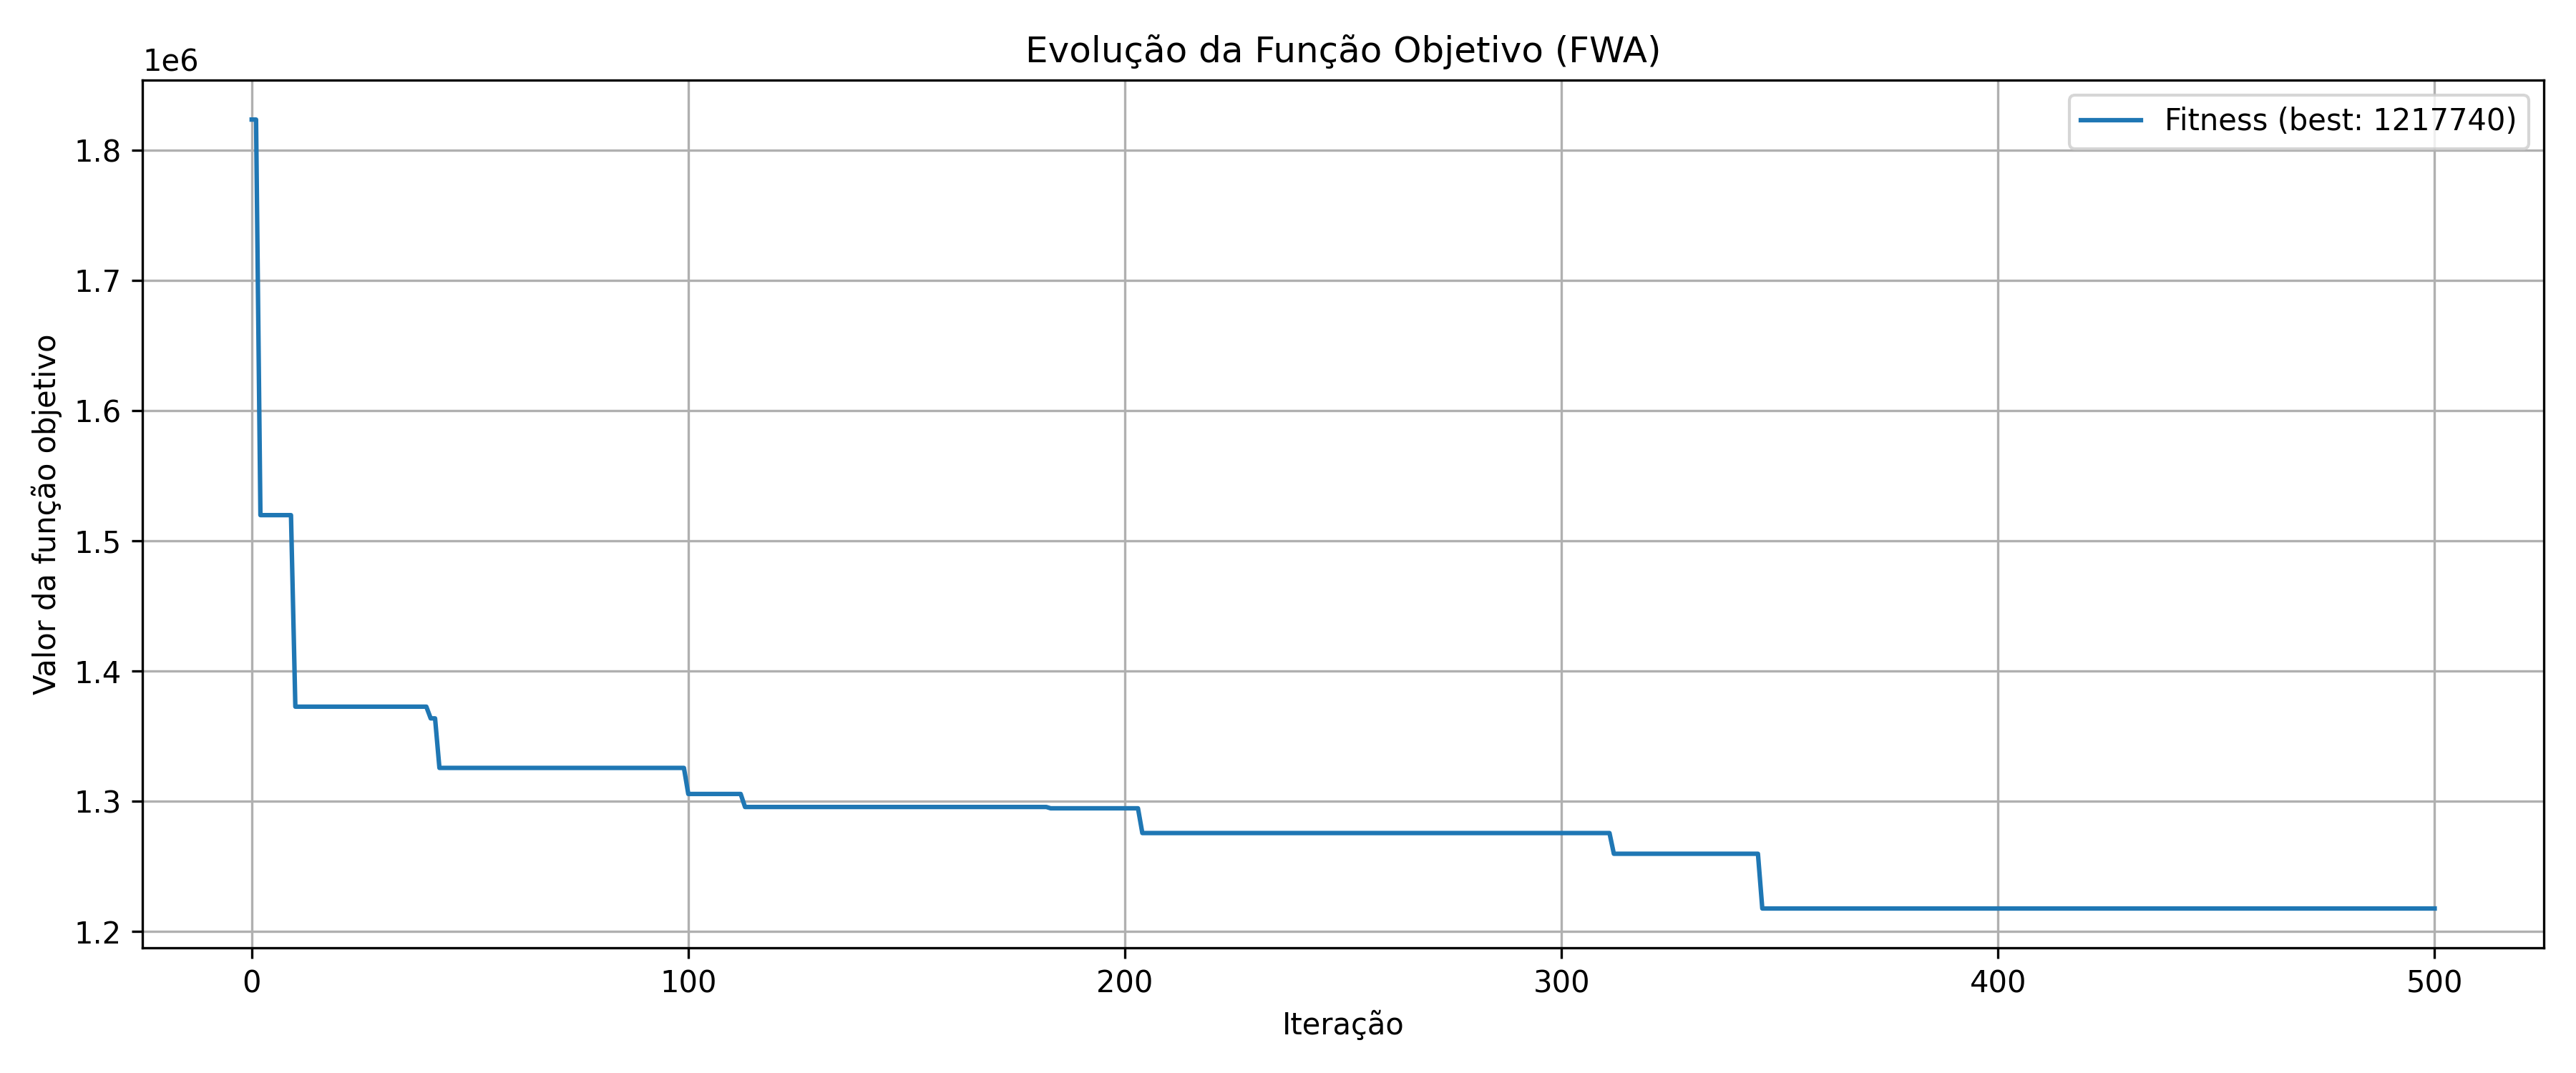 Evolução da Função Objetivo (FWA)
1e6
Fitness (best: 1217740)
1.8
1.7
1.6
1.5
1.4
1.3
1.2
Valor da função objetivo
0 100 200 300 400 500
Iteração